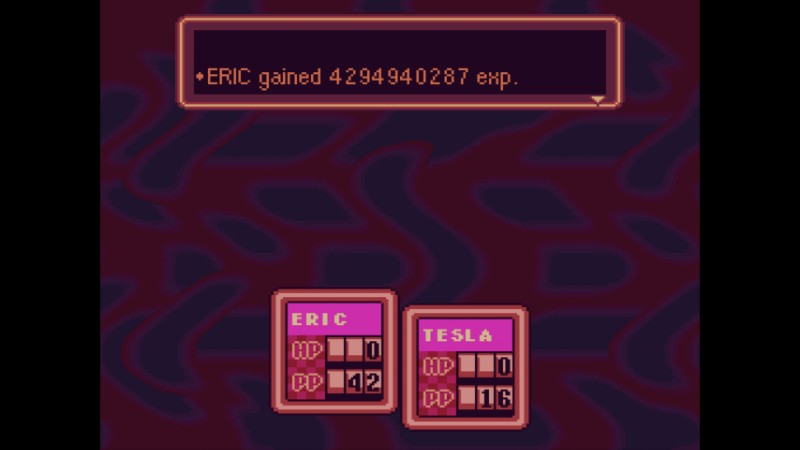 •ERIC gained 4294940287 exp.
ERIC
HP 0
PP 42
TESLA
HP 0
PP 16